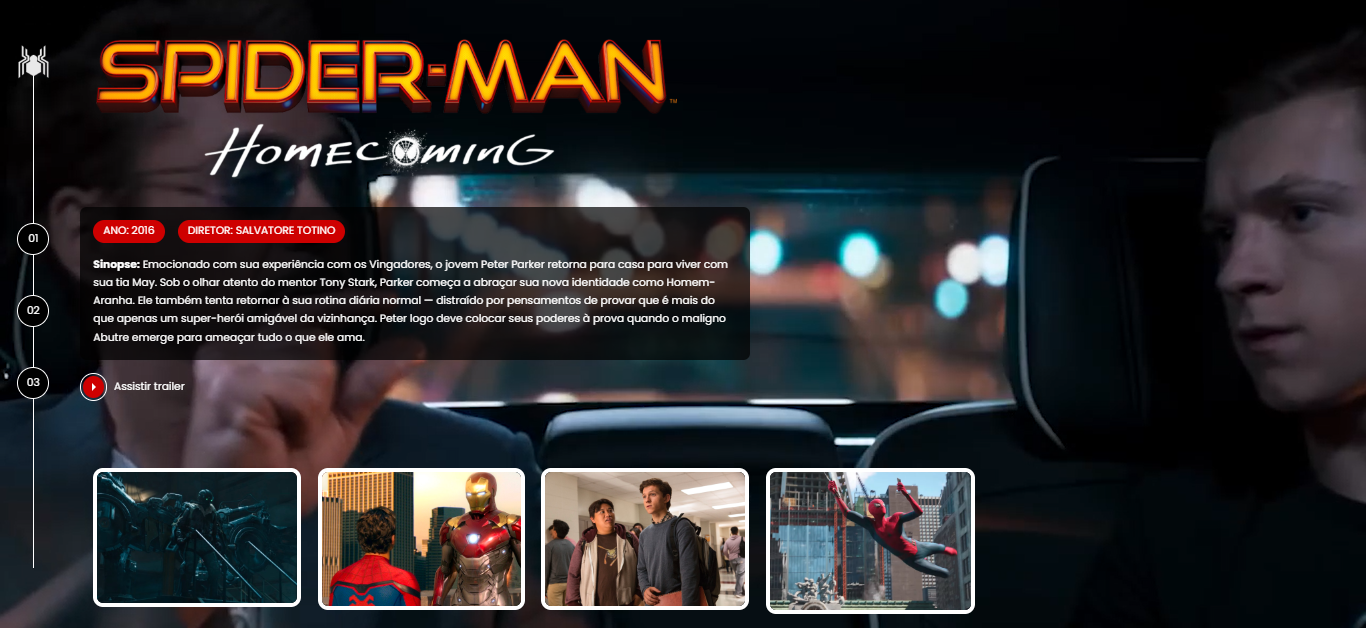 SPIDER-MAN™
HOMECOMING
01
ANO: 2016 DIRETOR: SALVATORE TOTINO
Sinopse: Emocionado com sua experiência com os Vingadores, o jovem Peter Parker retorna para casa para viver com
sua tia May. Sob o olhar atento do mentor Tony Stark, Parker começa a abraçar sua nova identidade como Homem-
Aranha. Ele também tenta retornar à sua rotina diária normal — distraído por pensamentos de provar que é mais do
que apenas um super-herói amigável da vizinhança. Peter logo deve colocar seus poderes à prova quando o maligno
Abutre emerge para ameaçar tudo o que ele ama.
02
03
Assistir trailer